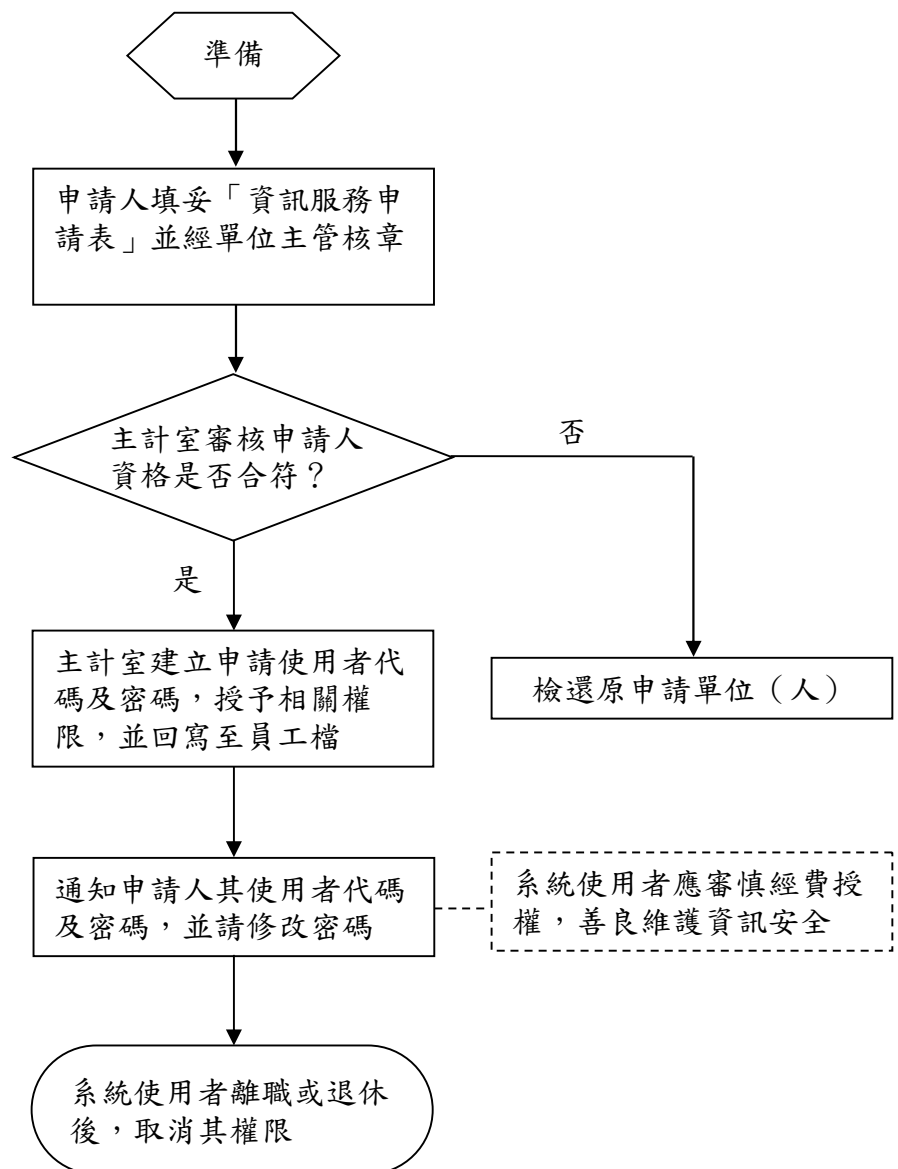 準備
申請人填妥「資訊服務申
請表」並經單位主管核章
主計室審核申請人
資格是否合符？
否
是
主計室建立申請使用者代
碼及密碼，授予相關權
限，並回寫至員工檔
檢還原申請單位（人）
通知申請人其使用者代碼
及密碼，並請修改密碼
系統使用者應審慎經費授
權，善良維護資訊安全
系統使用者離職或退休
後，取消其權限